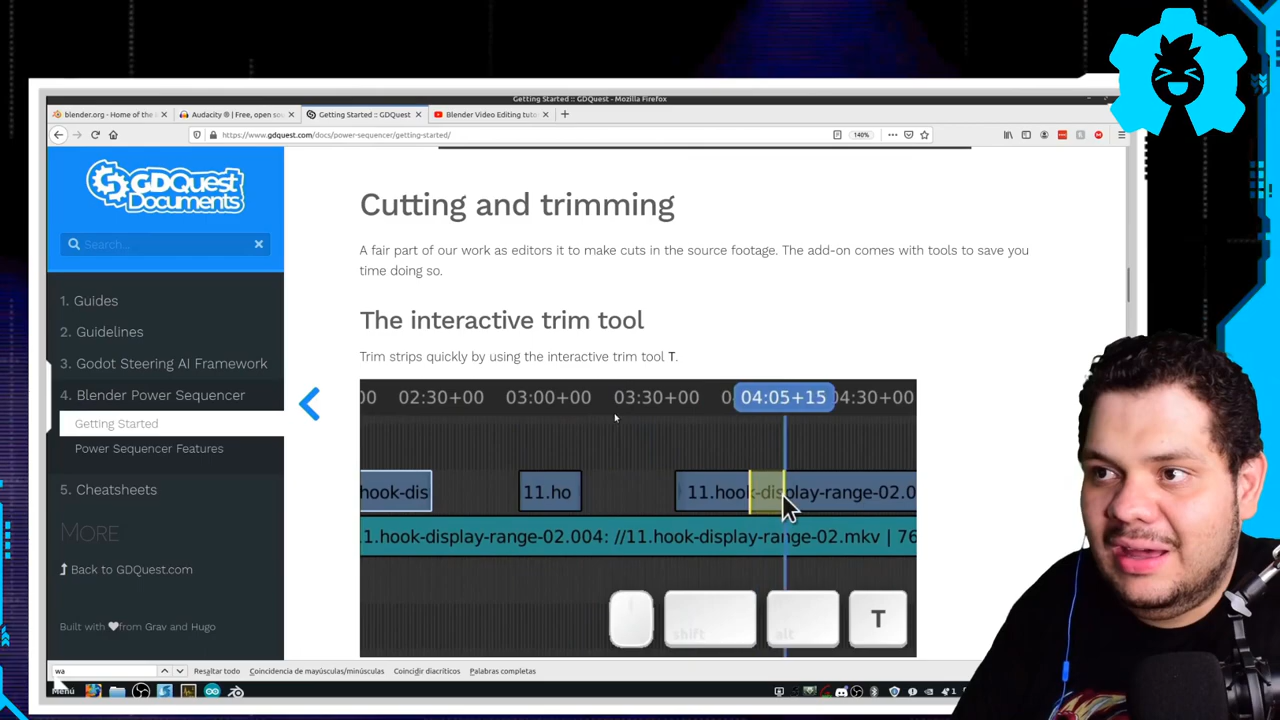 Getting Started :: GDQuest - Mozilla Firefox
blender.org - Home of the
Audacity ® | Free, open sou
Getting Started :: GDQuest
Blender Video Editing tuto
https://www.gdquest.com/docs/power-sequencer/getting-started/
140%
GDQuest
Documents
Search...
1. Guides
2. Guidelines
3. Godot Steering AI Framework
4. Blender Power Sequencer
Getting Started
Power Sequencer Features
5. Cheatsheets
More
Back to GDQuest.com
Built with from Grav and Hugo
Cutting and trimming
A fair part of our work as editors it to make cuts in the source footage. The add-on comes with tools to save you
time doing so.
The interactive trim tool
Trim strips quickly by using the interactive trim tool T.
00 02:30+00 03:00+00 03:30+00 04:05+15 04:30+00
hook-dis 11.ho 11.hook-display-range-02.0
11.hook-display-range-02.004: //11.hook-display-range-02.mkv | 76
shift alt T
wa
Resaltar todo
Coincidencia de mayúsculas/minúsculas
Coincidir diacríticos
Palabras completas
Menú